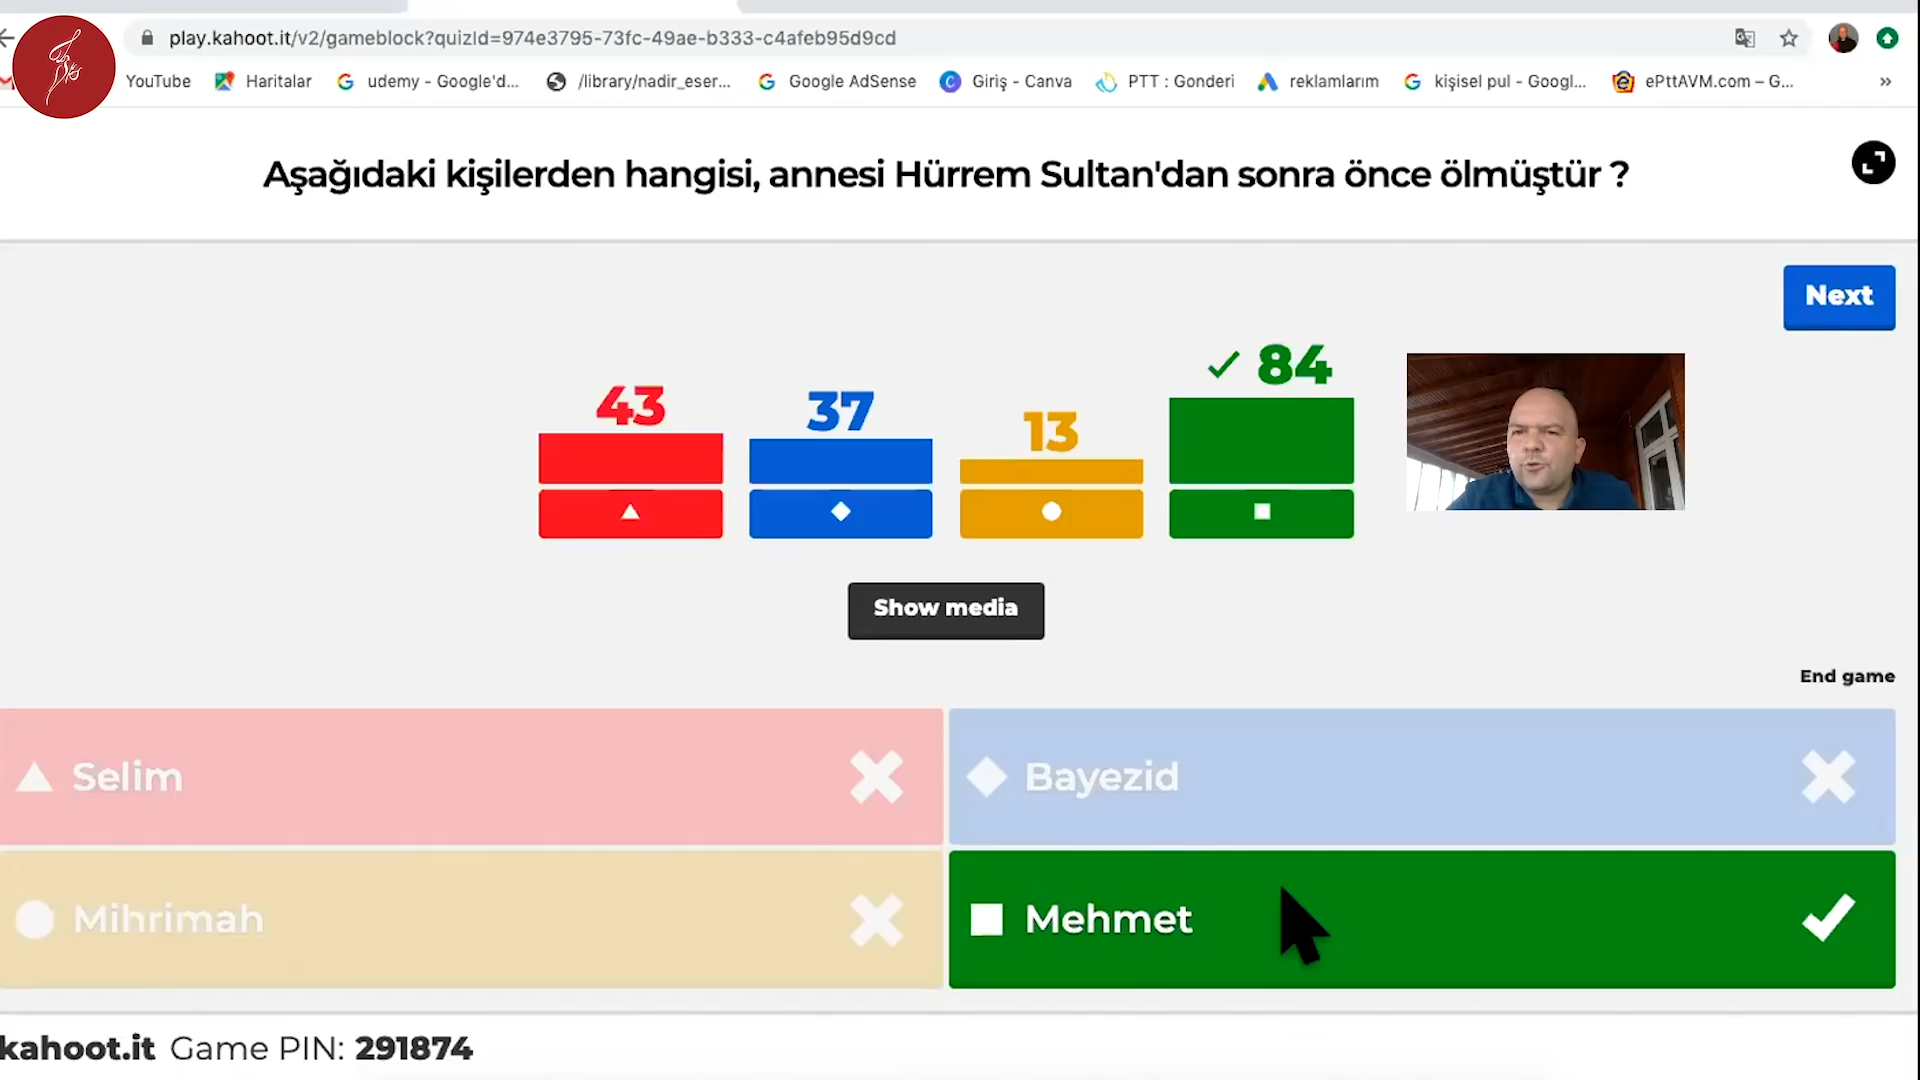 play.kahoot.it/v2/gameblock?quizId=974e3795-73fc-49ae-b333-c4afeb95d9cd
YouTube Haritalar udemy - Google'd... /library/nadir_eser... Google AdSense Giriş - Canva PTT : Gonderi reklamlarım kişisel pul - Googl... ePttAVM.com – G... »
Aşağıdaki kişilerden hangisi, annesi Hürrem Sultan'dan sonra önce ölmüştür ?
Next
43 37 13 84
Show media
End game
Selim
Bayezid
Mihrimah
Mehmet
kahoot.it Game PIN: 291874